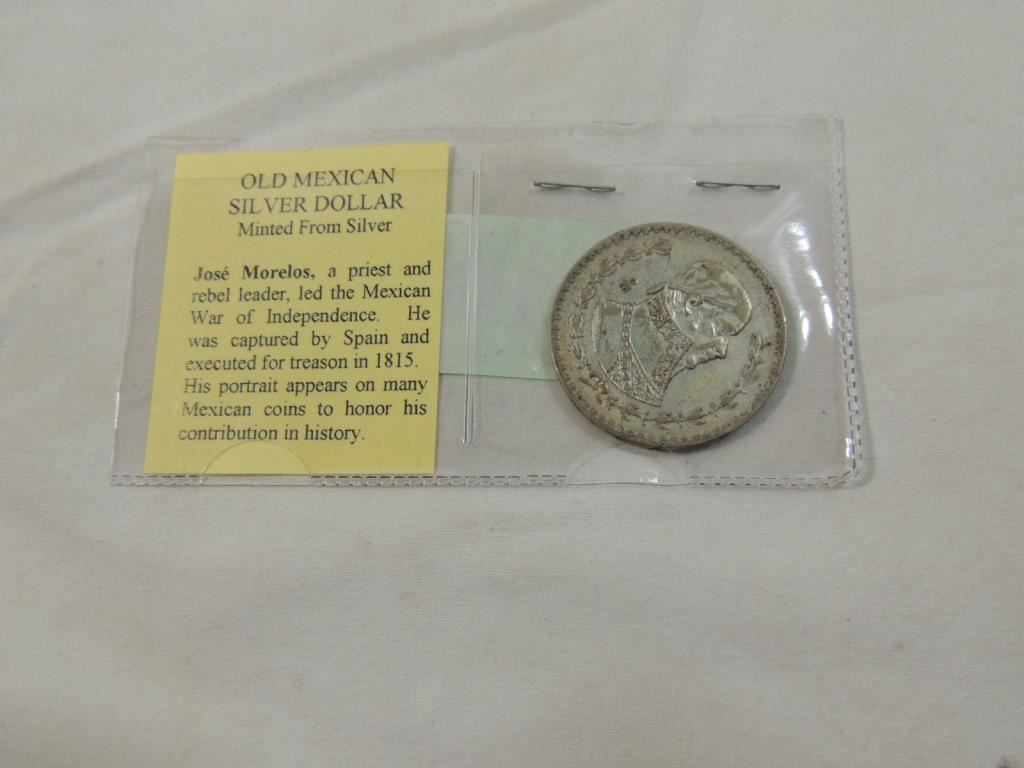 OLD MEXICAN
SILVER DOLLAR
Minted From Silver
José Morelos, a priest and
rebel leader, led the Mexican
War of Independence. He
was captured by Spain and
executed for treason in 1815.
His portrait appears on many
Mexican coins to honor his
contribution in history.